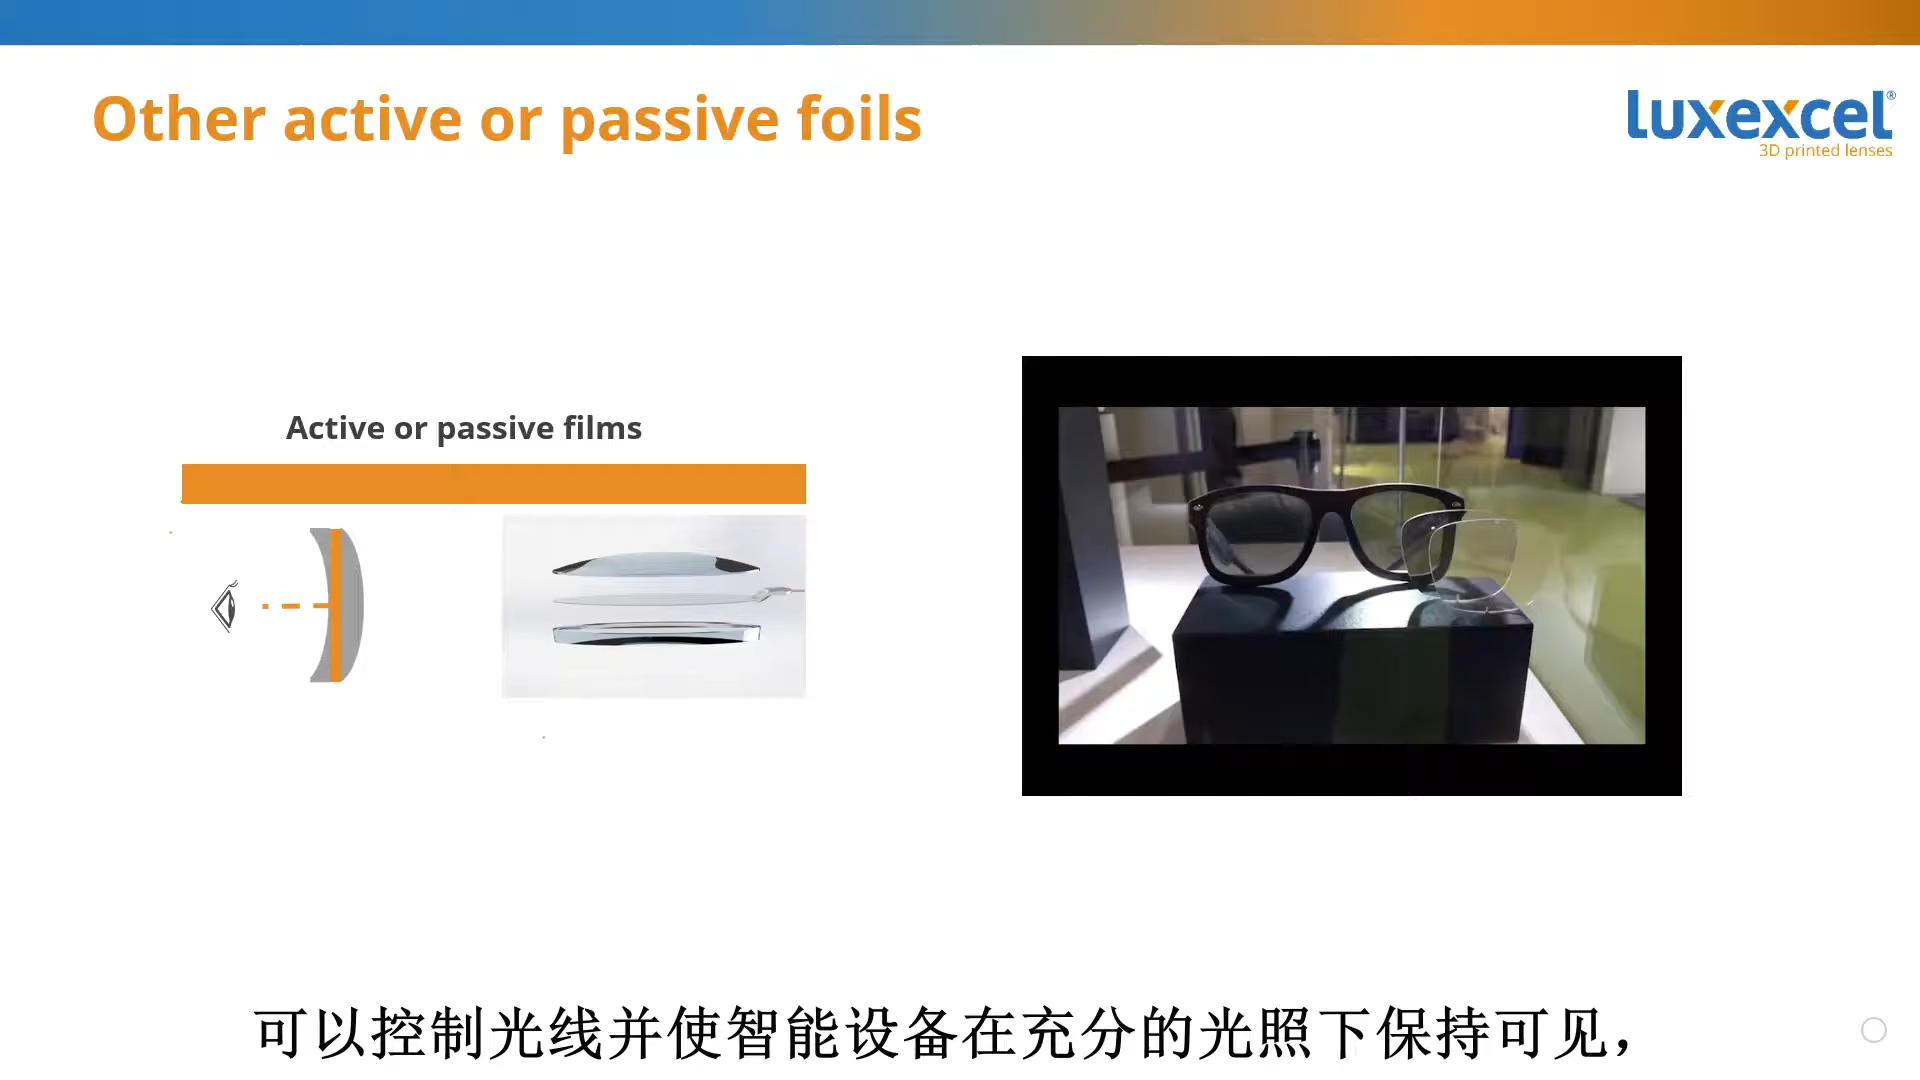 Other active or passive foils
luxexcel®
3D printed lenses
Active or passive films
可以控制光线并使智能设备在充分的光照下保持可见，